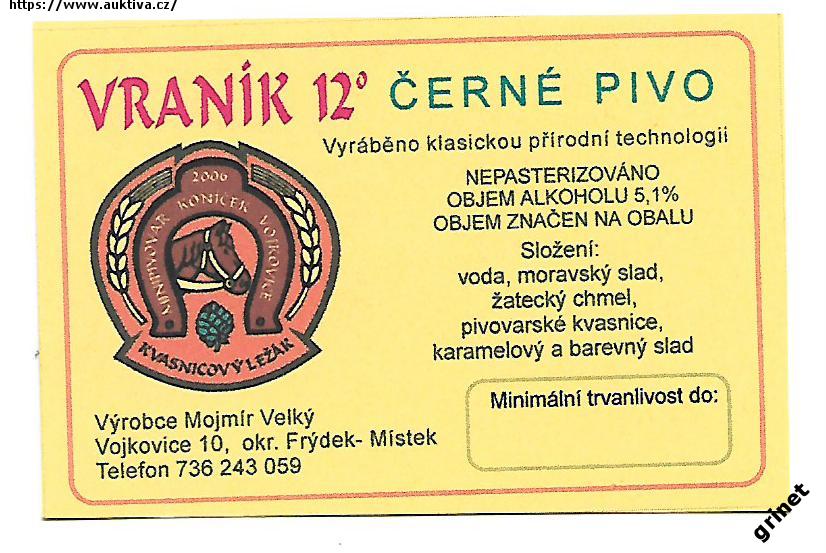 https://www.auktiva.cz/
VRANÍK 12° ČERNÉ PIVO
Vyráběno klasickou přírodní technologii
NEPASTERIZOVÁNO
OBJEM ALKOHOLU 5,1%
OBJEM ZNAČEN NA OBALU
Složení:
voda, moravský slad,
žatecký chmel,
pivovarské kvasnice,
karamelový a barevný slad
2006
MINIPIVOVAR KONÍČEK VOJKOVICE
KVASNICOVÝ LEŽÁK
Minimální trvanlivost do:
Výrobce Mojmír Velký
Vojkovice 10, okr. Frýdek- Místek
Telefon 736 243 059
grinet